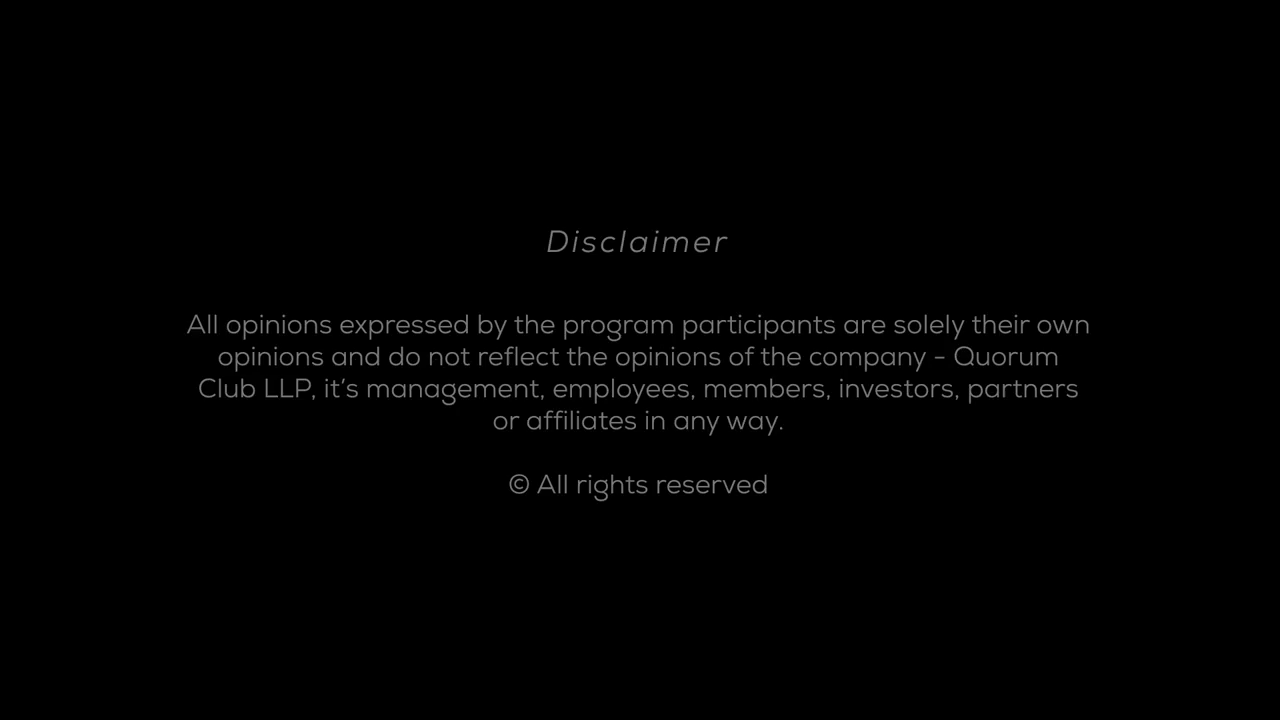 Disclaimer
All opinions expressed by the program participants are solely their own
opinions and do not reflect the opinions of the company - Quorum
Club LLP, it’s management, employees, members, investors, partners
or affiliates in any way.
© All rights reserved